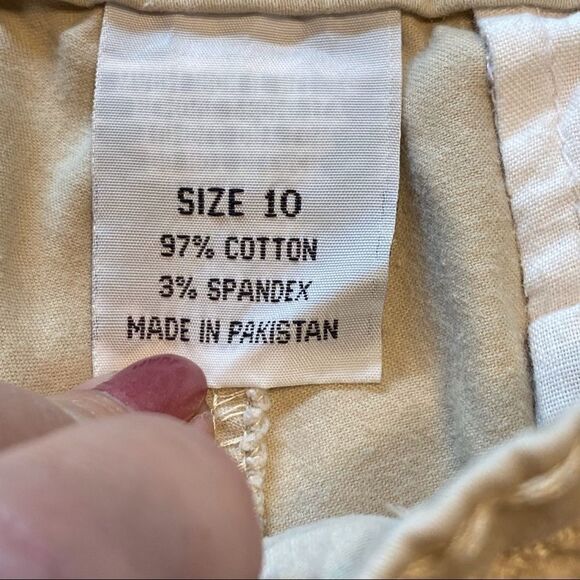 SIZE 10
97% COTTON
3% SPANDEX
MADE IN PAKISTAN